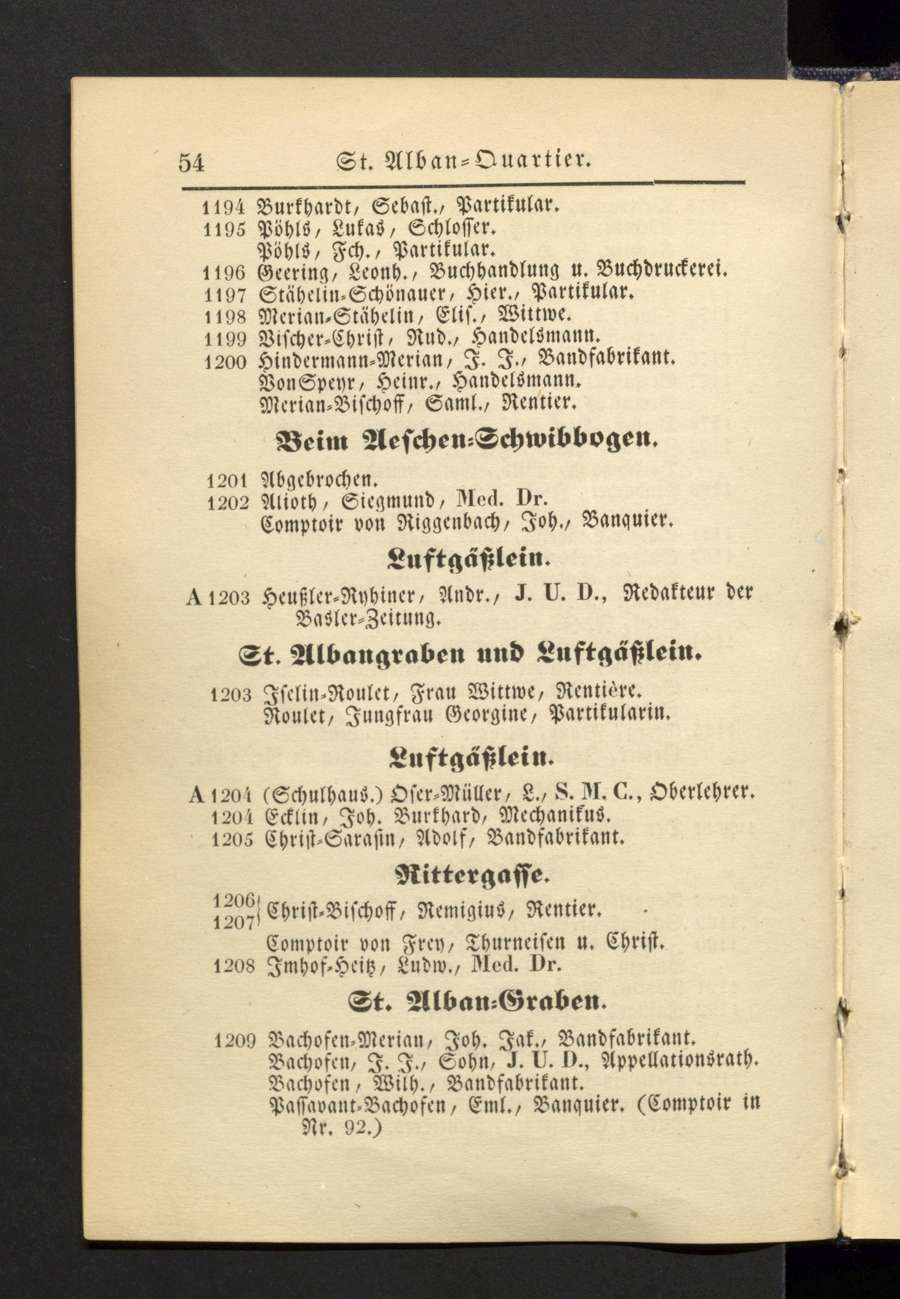 54 St. Alban-Quartier.
1194 Burkhardt, Sebast., Partikular.
1195 Pöhls, Lukas, Schlosser.
Pöhls, Fch., Partikular.
1196 Geering, Leonh., Buchhandlung u. Buchdruckerei.
1197 Stähelin-Schönauer, Hier., Partikular.
1198 Merian-Stähelin, Elis., Wittwe.
1199 Vischer-Christ, Rud., Handelsmann.
1200 Hindermann-Merian, J. J., Bandfabrikant.
VonSpeyr, Heinr., Handelsmann.
Merian-Bischoff, Saml., Rentier.
Beim Aeschen-Schwibbogen.
1201 Abgebrochen.
1202 Alioth, Siegmund, Med. Dr.
Comptoir von Riggenbach, Joh., Banquier.
Luftgäßlein.
A 1203 Heußler-Ryhiner, Andr., J. U. D., Redakteur der
Basler-Zeitung.
St. Albangraben und Luftgäßlein.
1203 Iselin-Roulet, Frau Wittwe, Rentière.
Roulet, Jungfrau Georgine, Partikularin.
Luftgäßlein.
A 1204 (Schulhaus.) Oser-Müller, L., S. M. C., Oberlehrer.
1204 Ecklin, Joh. Burkhard, Mechanikus.
1205 Christ-Sarasin, Adolf, Bandfabrikant.
Rittergasse.
1206}
1207} Christ-Bischoff, Remigius, Rentier.
Comptoir von Frey, Thurneisen u. Christ.
1208 Imhof-Heitz, Ludw., Med. Dr.
St. Alban-Graben.
1209 Bachofen-Merian, Joh. Jak., Bandfabrikant.
Bachofen, J. J., Sohn, J. U. D., Appellationsrath.
Bachofen, Wilh., Bandfabrikant.
Passavant-Bachofen, Eml., Banquier. (Comptoir in
Nr. 92.)